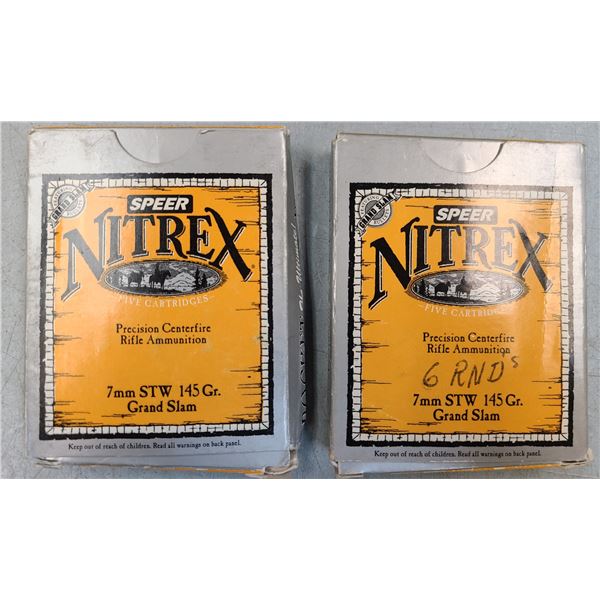 SPEER
NITREX
FIVE CARTRIDGES
Precision Centerfire
Rifle Ammunition
7mm STW 145 Gr.
Grand Slam
Keep out of reach of children. Read all warnings on back panel.
SPEER
NITREX
FIVE CARTRIDGES
Precision Centerfire
Rifle Ammunition
6 RNDS
7mm STW 145 Gr.
Grand Slam
Keep out of reach of children. Read all warnings on back panel.